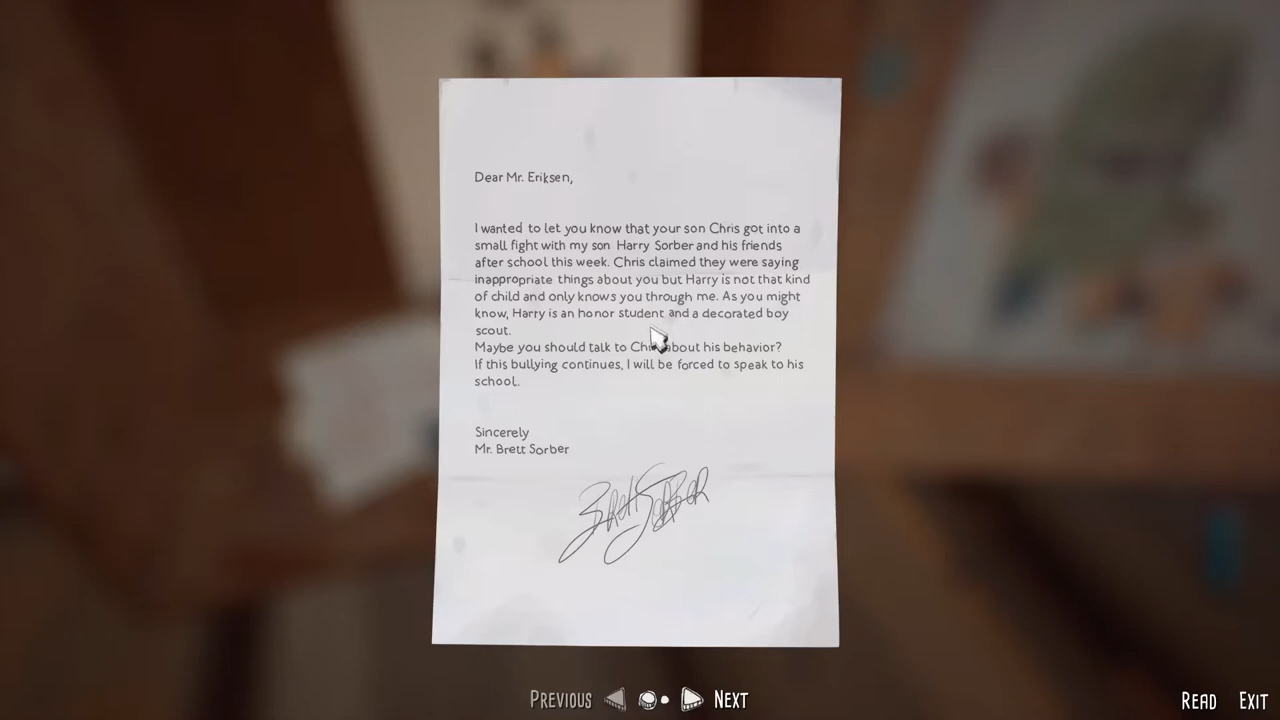 Dear Mr. Eriksen,
I wanted to let you know that your son Chris got into a
small fight with my son Harry Sorber and his friends
after school this week. Chris claimed they were saying
inappropriate things about you but Harry is not that kind
of child and only knows you through me. As you might
know, Harry is an honor student and a decorated boy
scout.
Maybe you should talk to about his behavior?
If this bullying continues, I will be forced to speak to his
school.
Sincerely
Mr. Brett Sorber
Brett Sorber
PREVIOUS NEXT
READ EXIT